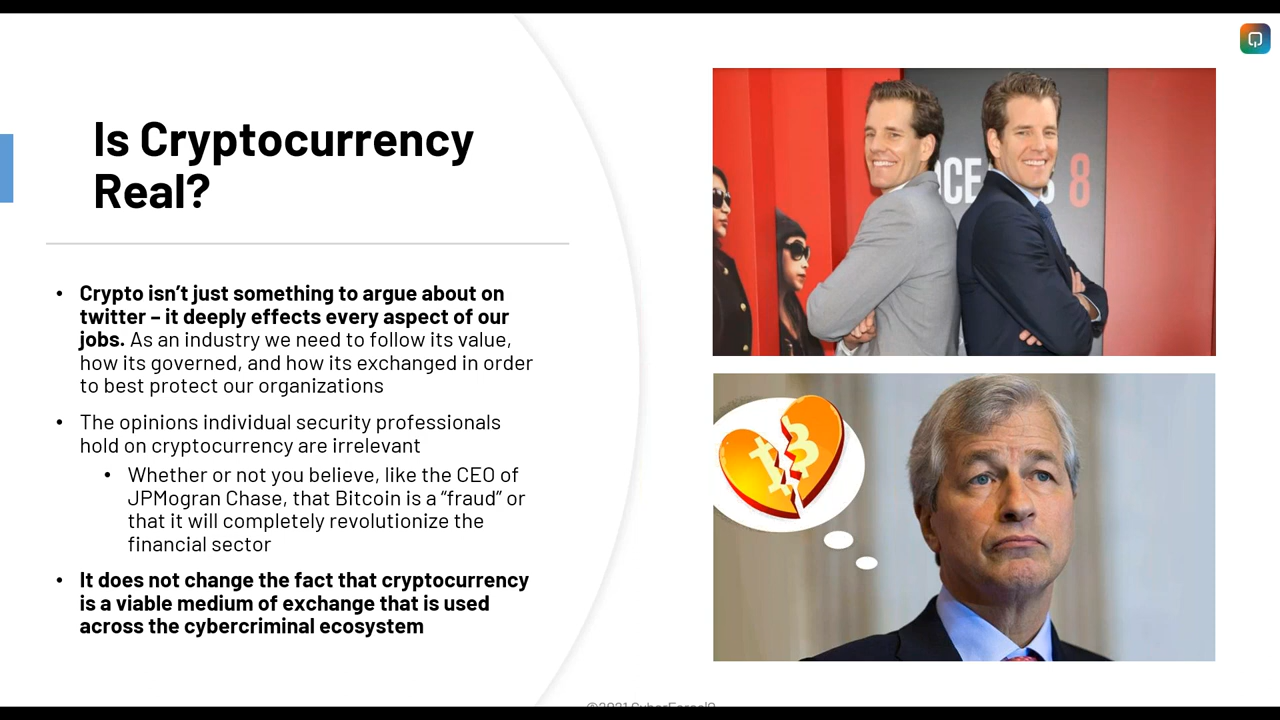 Is Cryptocurrency
Real?
• Crypto isn’t just something to argue about on
twitter – it deeply effects every aspect of our
jobs. As an industry we need to follow its value,
how its governed, and how its exchanged in order
to best protect our organizations
• The opinions individual security professionals
hold on cryptocurrency are irrelevant
• Whether or not you believe, like the CEO of
JPMogran Chase, that Bitcoin is a “fraud” or
that it will completely revolutionize the
financial sector
• It does not change the fact that cryptocurrency
is a viable medium of exchange that is used
across the cybercriminal ecosystem
8
©2021